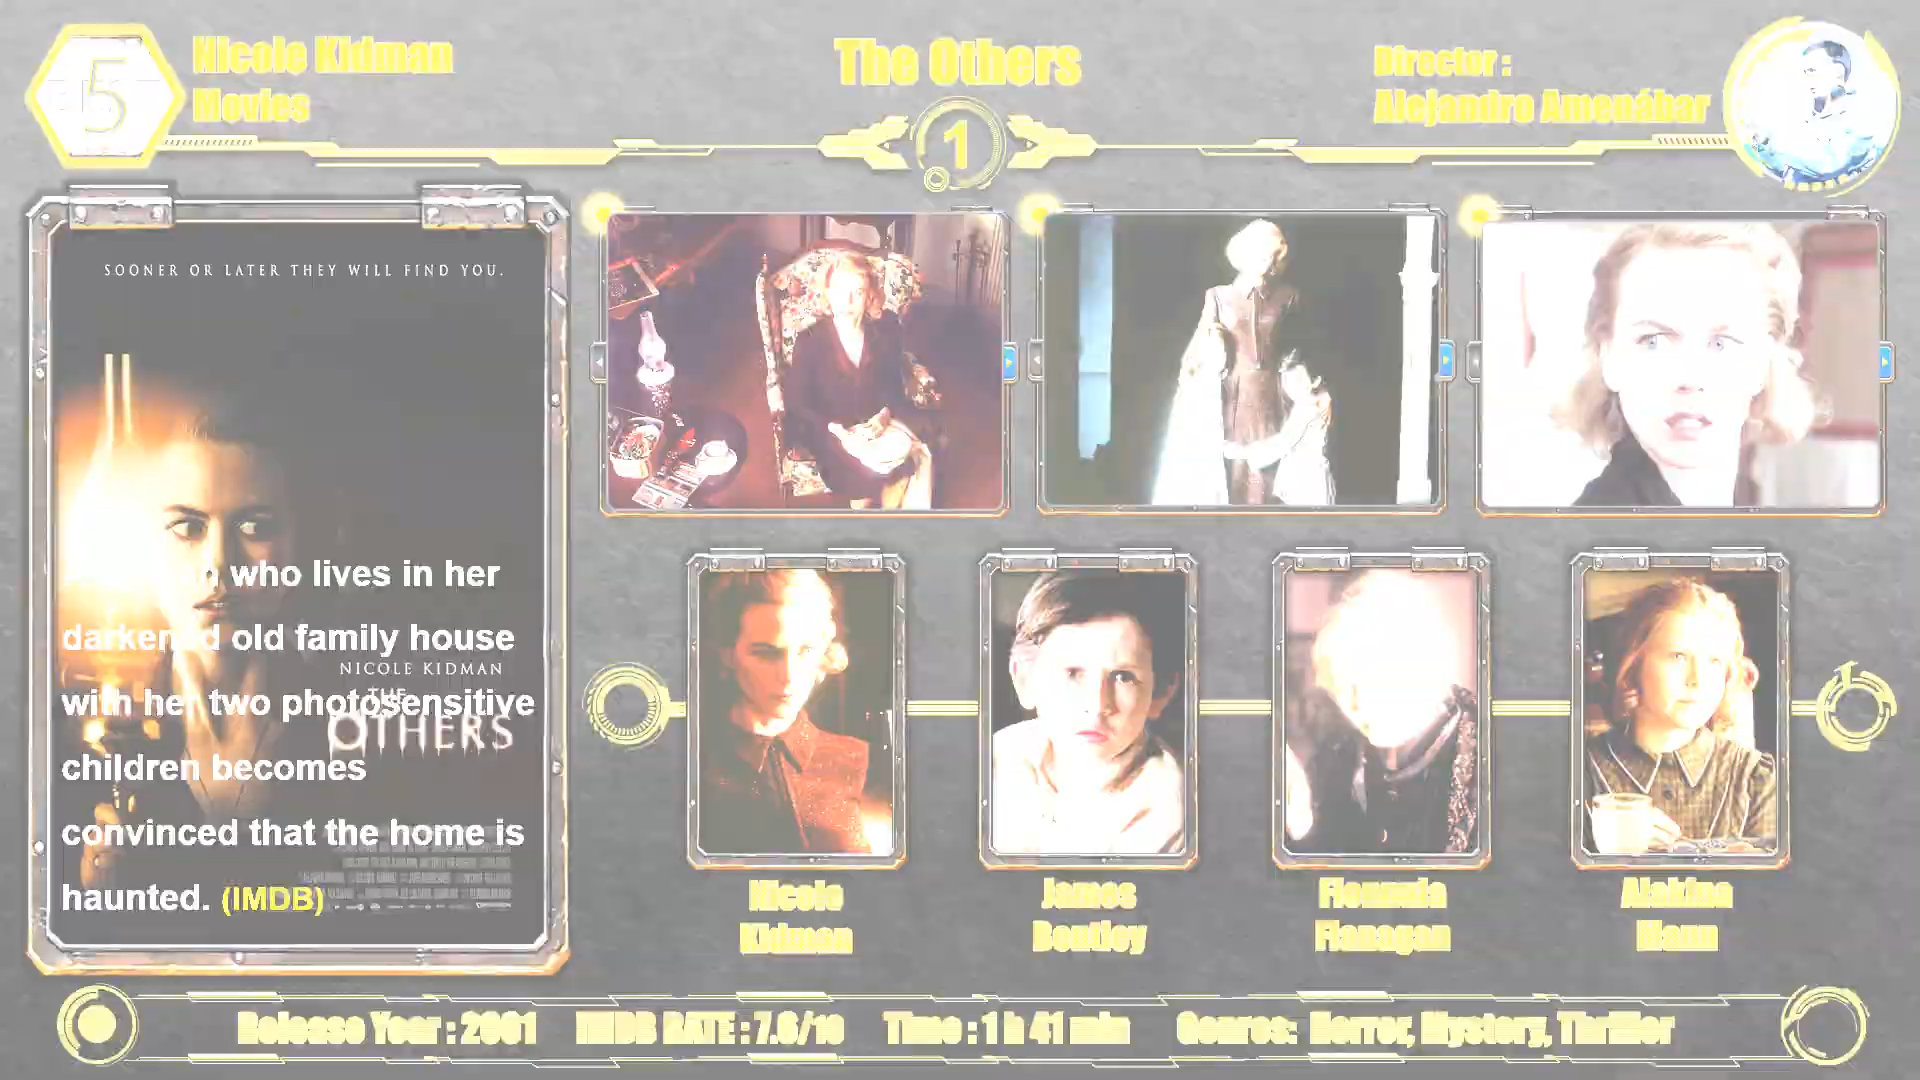 5
Nicole Kidman
Movies
The Others
1
Director :
Alejandro Amenábar
SOONER OR LATER THEY WILL FIND YOU.
who lives in her
darkened old family house
with her two photosensitive
children becomes
convinced that the home is
haunted. (IMDB)
NICOLE KIDMAN
THE
OTHERS
Nicole
Kidman
James
Bentley
Fionnula
Flanagan
Alakina
Mann
Release Year : 2001 IMDB RATE : 7.6/10 Time : 1 h 41 min Genres: Horror, Mystery, Thriller